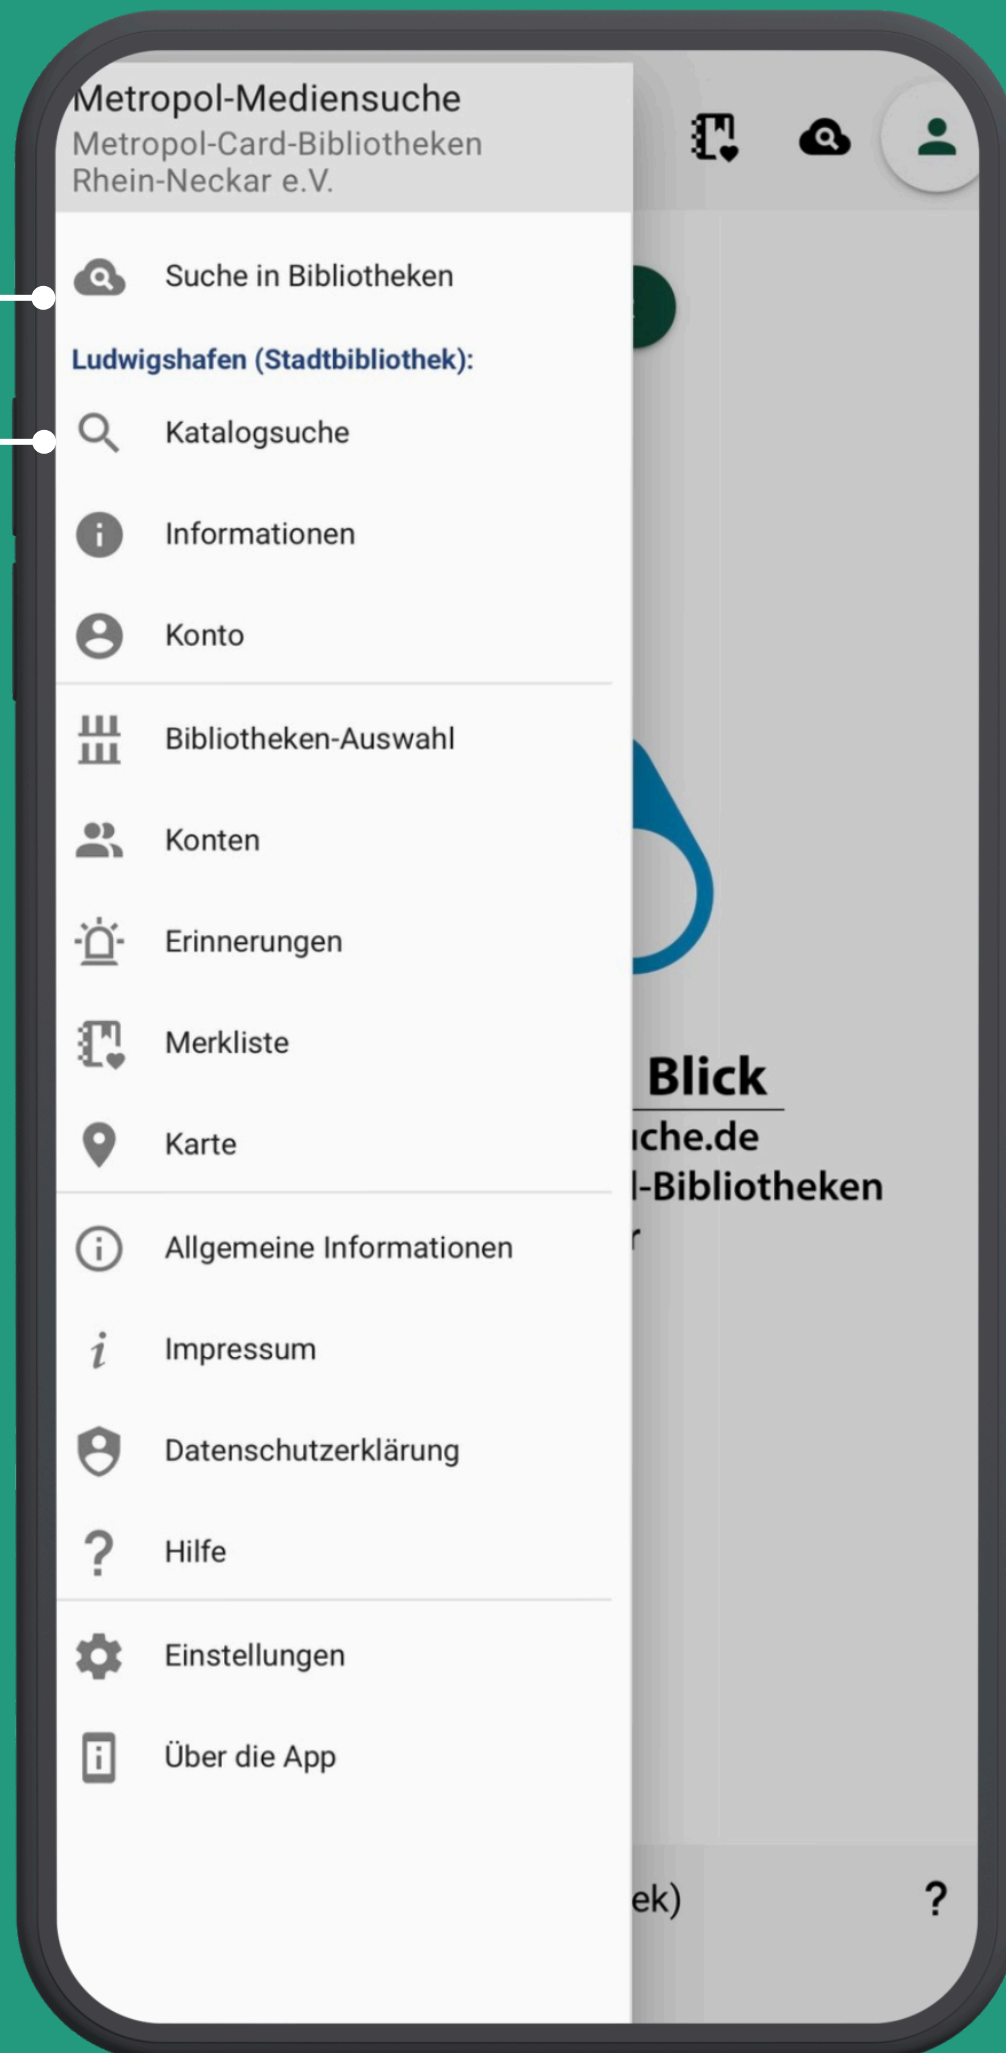 Metropol-Mediensuche
Metropol-Card-Bibliotheken
Rhein-Neckar e.V.
Suche in Bibliotheken
Ludwigshafen (Stadtbibliothek):
Katalogsuche
Informationen
Konto
Bibliotheken-Auswahl
Konten
Erinnerungen
Merkliste
Karte
Allgemeine Informationen
Impressum
Datenschutzerklärung
Hilfe
Einstellungen
Über die App
Blick
che.de
-Bibliotheken
ek)
?